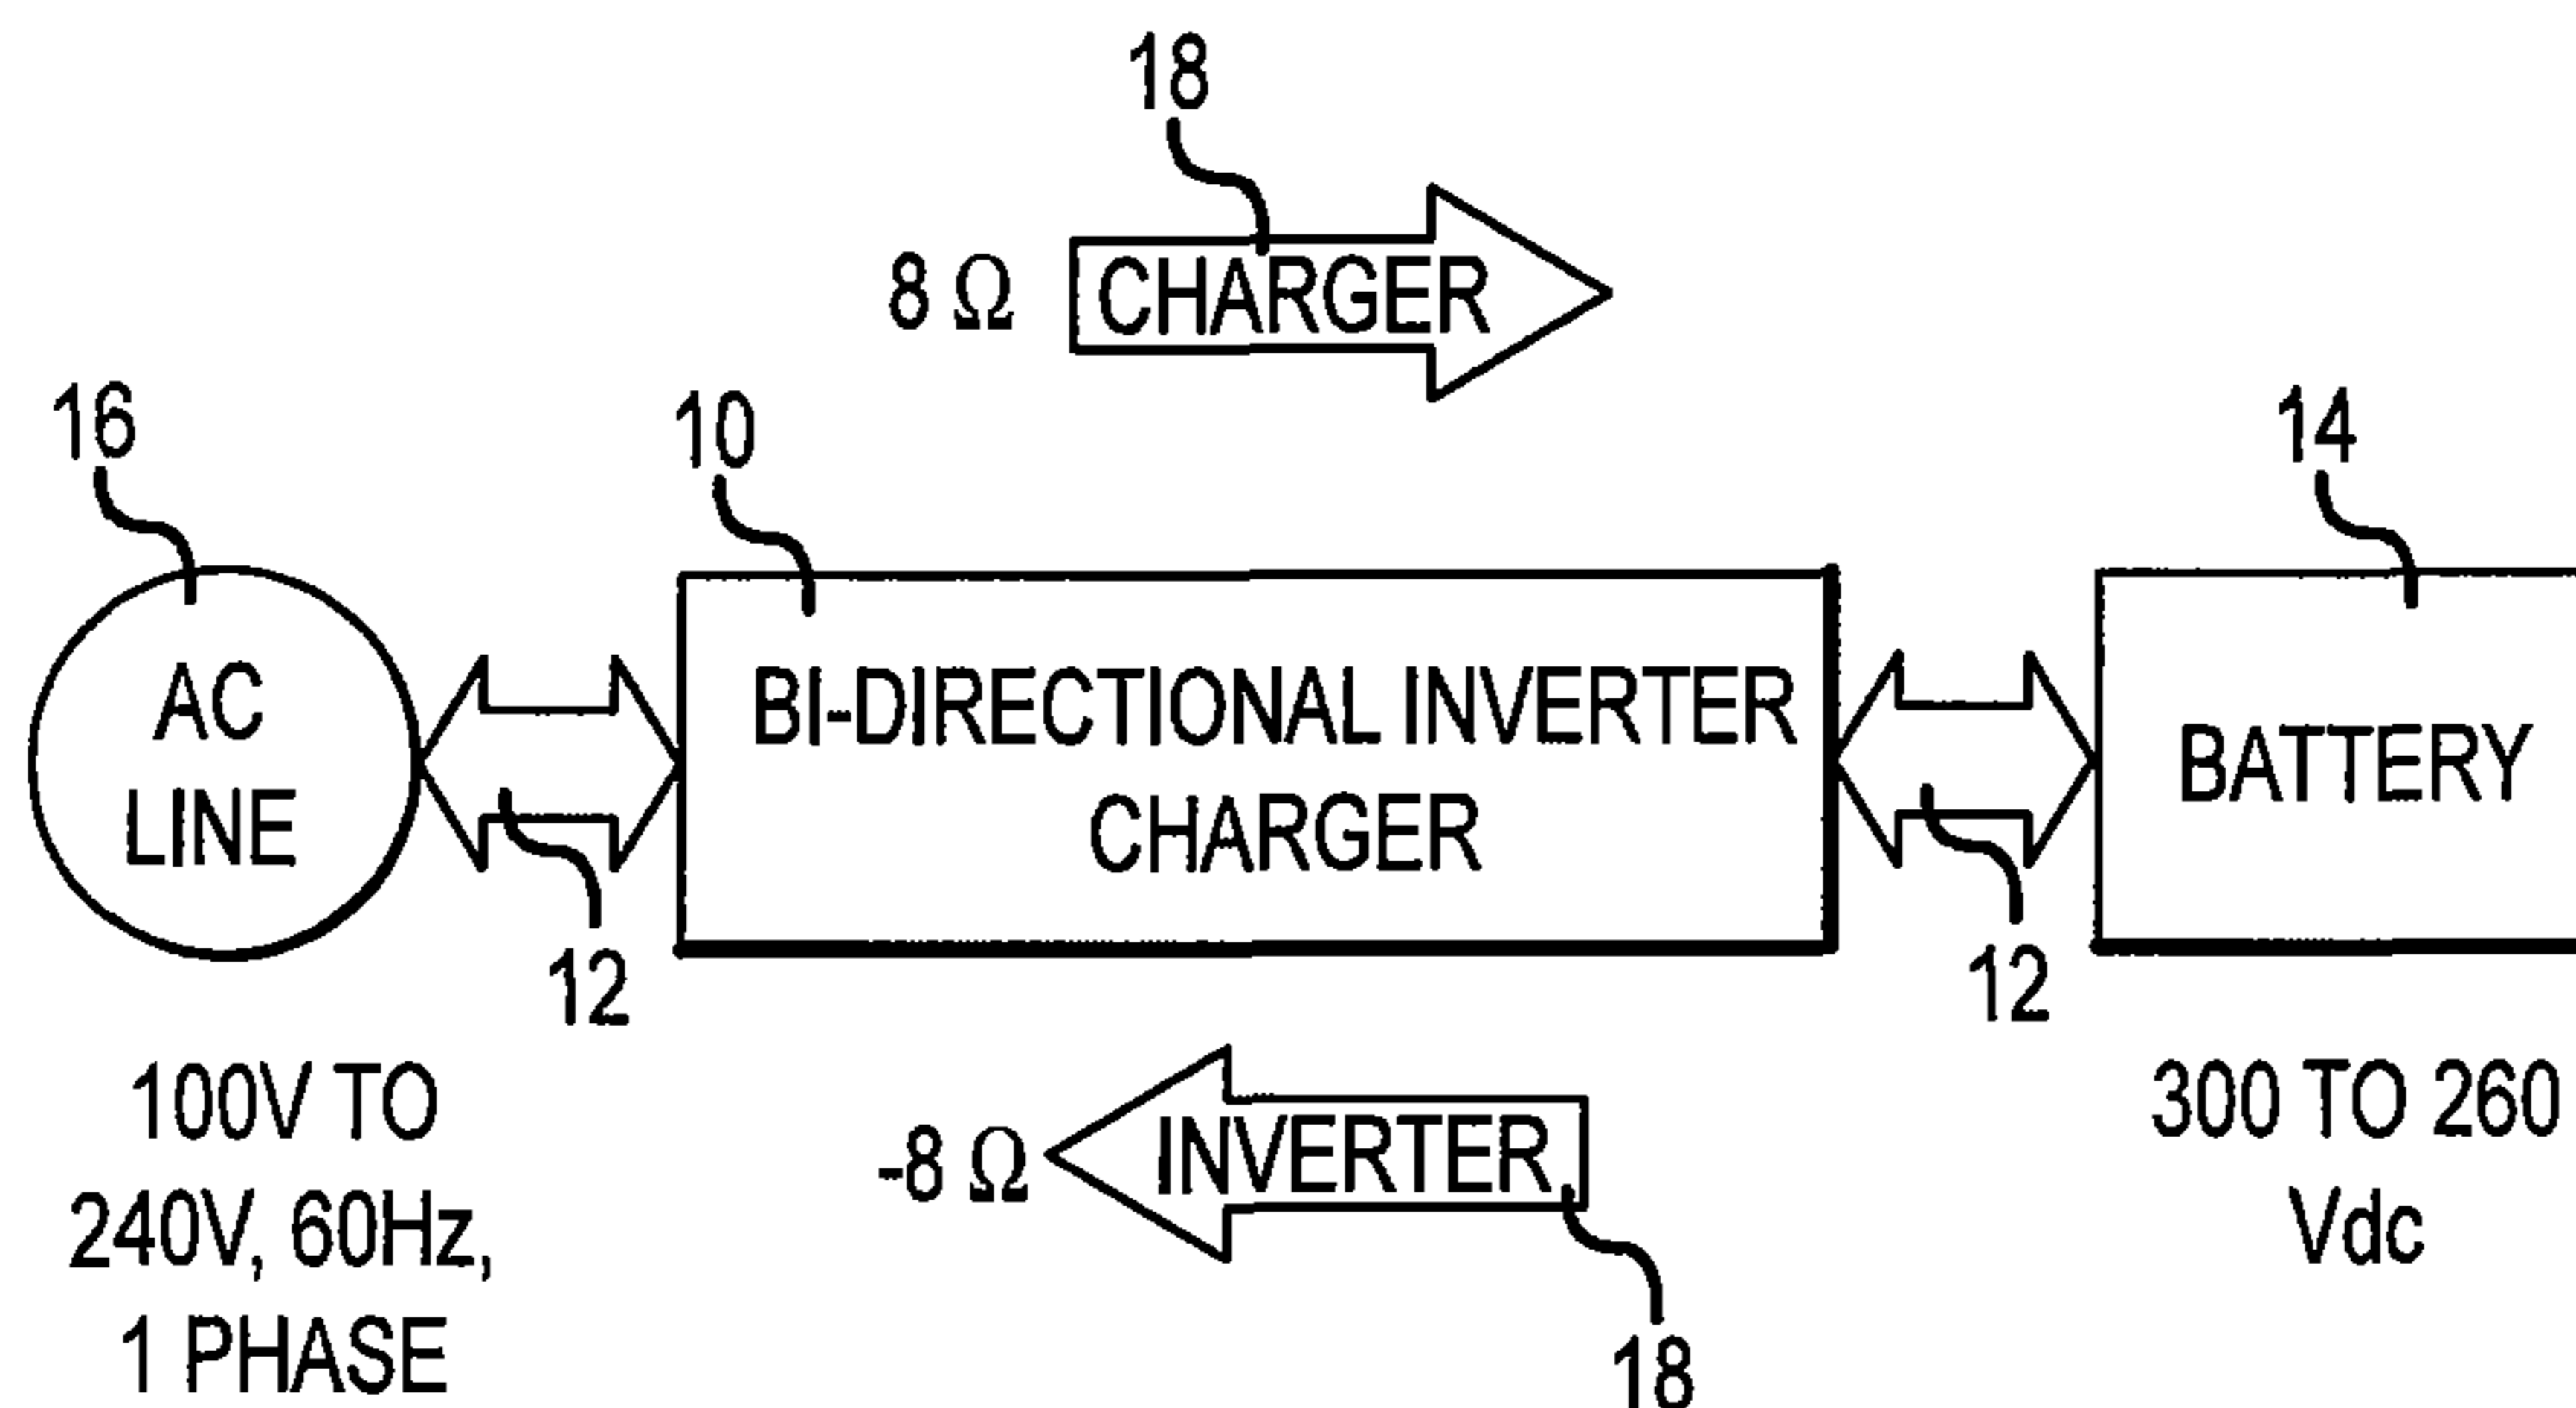 18
8 Ω CHARGER
16
10
14
AC
LINE
BI-DIRECTIONAL INVERTER
CHARGER
BATTERY
12
12
100V TO
240V, 60Hz,
1 PHASE
-8 Ω INVERTER
18
300 TO 260
Vdc